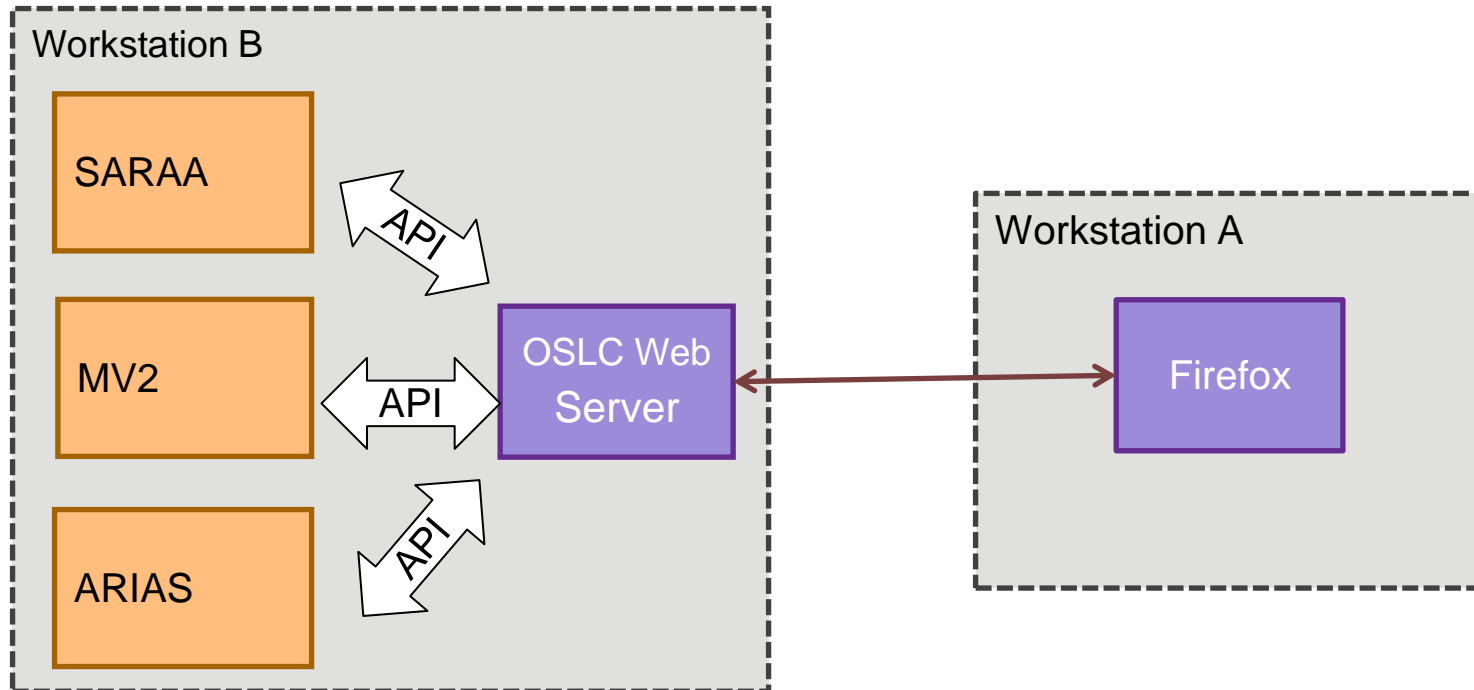 Workstation B
SARAA
API
MV2
API
OSLC Web
Server
ARIAS
API
Workstation A
Firefox